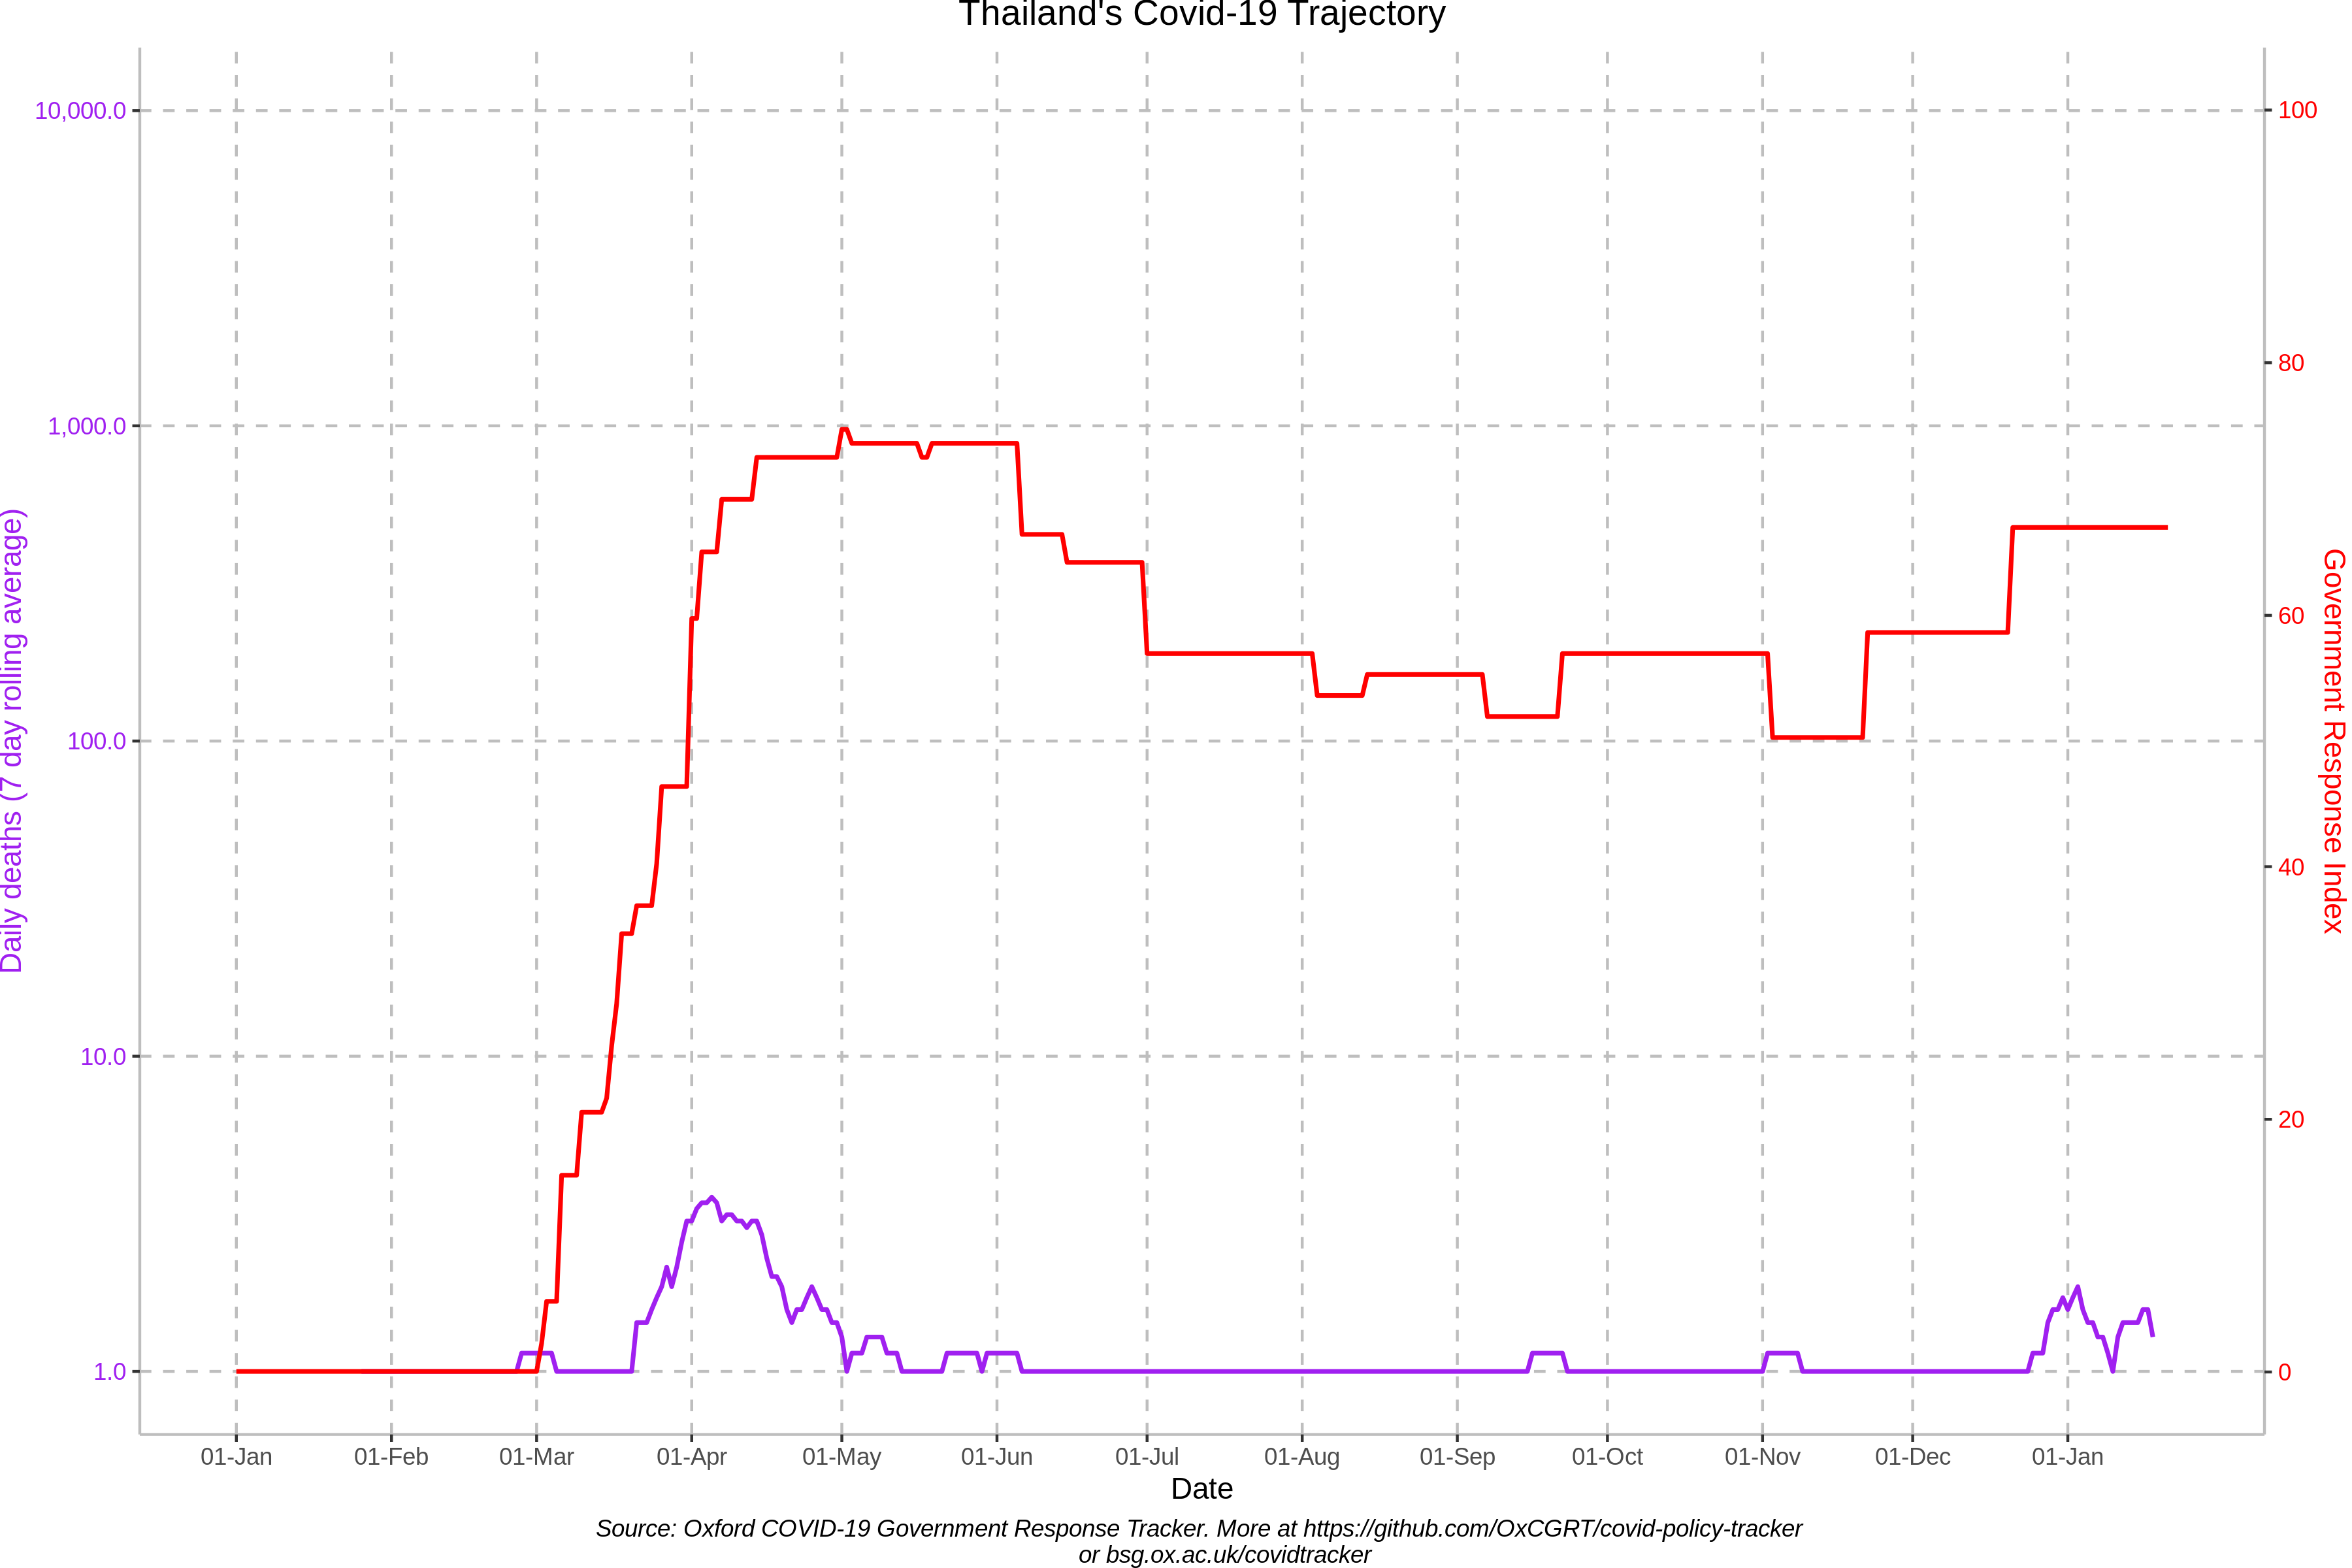 Thailand's Covid-19 Trajectory
10,000.0
1,000.0
100.0
10.0
1.0
Daily deaths (7 day rolling average)
100
80
60
40
20
0
Government Response Index
01-Jan 01-Feb 01-Mar 01-Apr 01-May 01-Jun 01-Jul 01-Aug 01-Sep 01-Oct 01-Nov 01-Dec 01-Jan
Date
Source: Oxford COVID-19 Government Response Tracker. More at https://github.com/OxCGRT/covid-policy-tracker
or bsg.ox.ac.uk/covidtracker